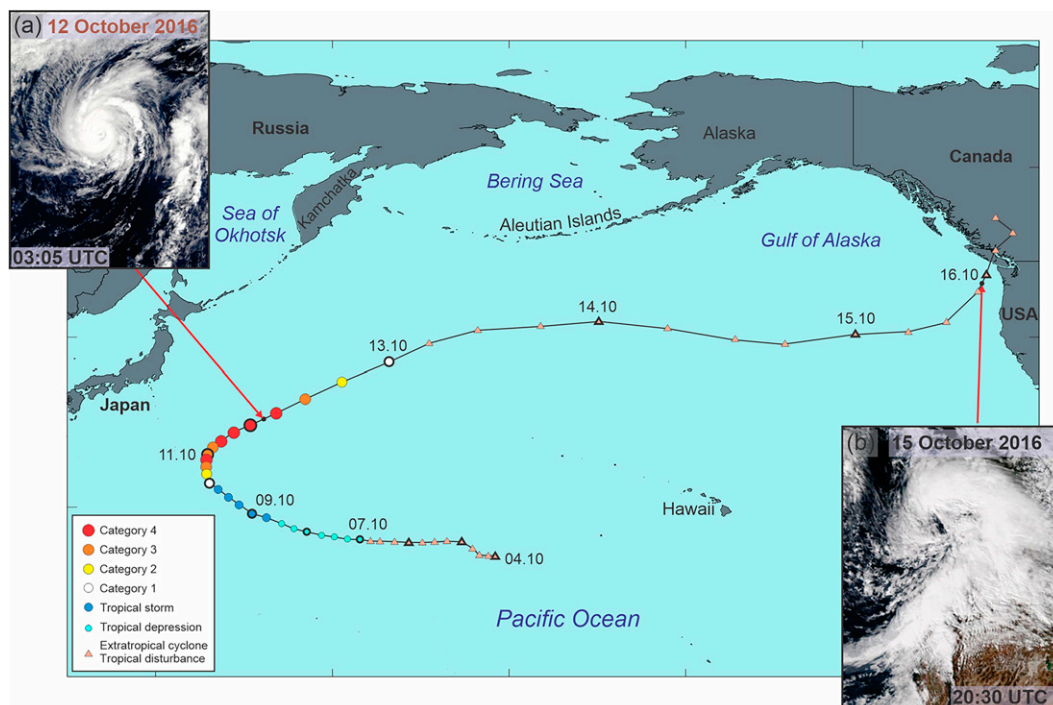 (a) 12 October 2016
03:05 UTC
Russia
Alaska
Canada
Kamchatka
Bering Sea
Sea of
Okhotsk
Aleutian Islands
Gulf of Alaska
16.10
USA
14.10
15.10
13.10
Japan
11.10
09.10
07.10
04.10
Hawaii
Pacific Ocean
Category 4
Category 3
Category 2
Category 1
Tropical storm
Tropical depression
Extratropical cyclone
Tropical disturbance
(b) 15 October 2016
20:30 UTC